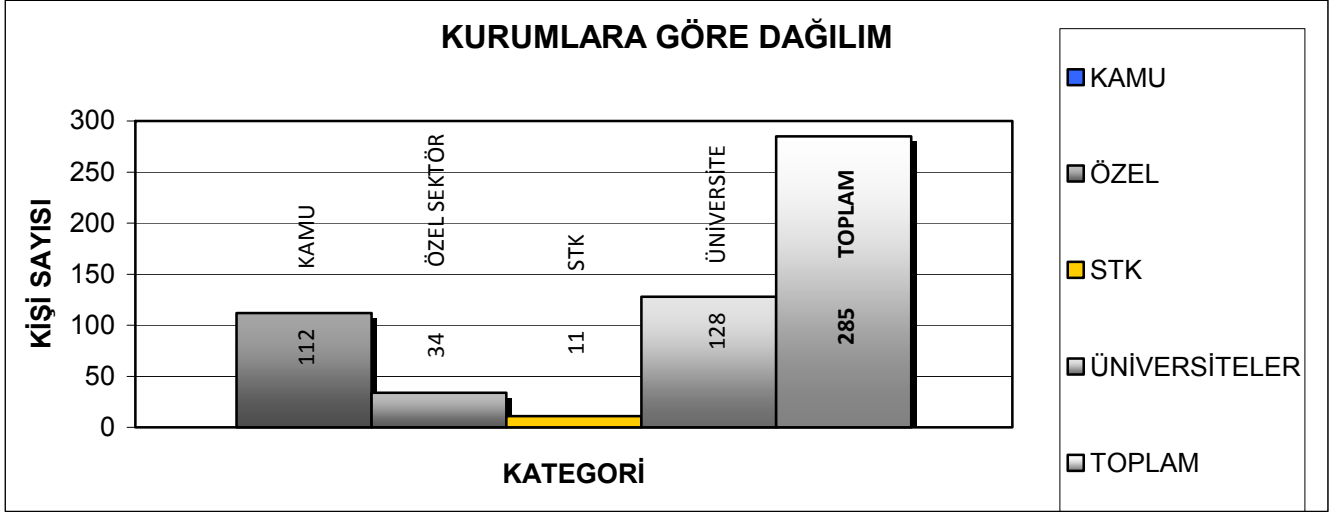 KURUMLARA GÖRE DAĞILIM
KİŞİ SAYISI
300
250
200
150
100
50
0
KAMU
ÖZEL SEKTÖR
STK
ÜNİVERSİTE
TOPLAM
112
34
11
128
285
KATEGORİ
KAMU
ÖZEL
STK
ÜNİVERSİTELER
TOPLAM